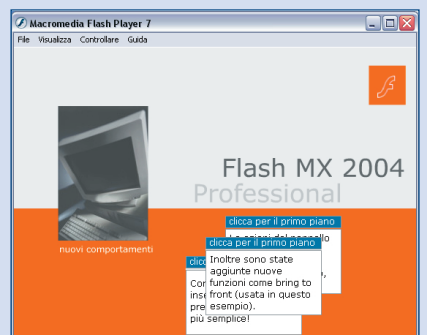 Macromedia Flash Player 7
File Visualizza Controllare Guida
Flash MX 2004
Professional
nuovi comportamenti
clicca per il primo piano
clicca per il primo piano
Inoltre sono state
aggiunte nuove
funzioni come bring to
front (usata in questo
esempio).
più semplice!